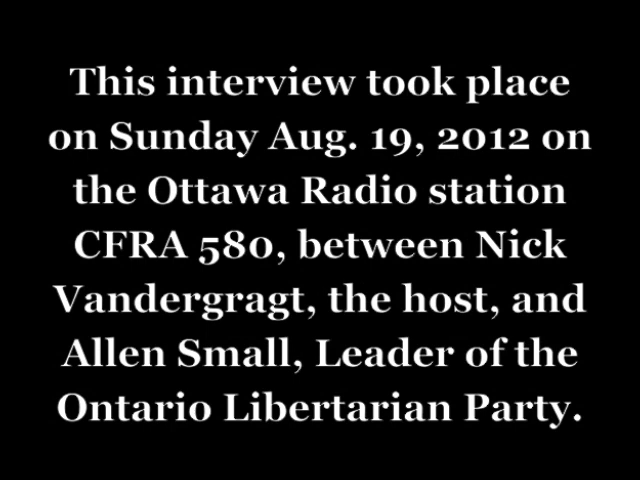 This interview took place
on Sunday Aug. 19, 2012 on
the Ottawa Radio station
CFRA 580, between Nick
Vandergragt, the host, and
Allen Small, Leader of the
Ontario Libertarian Party.